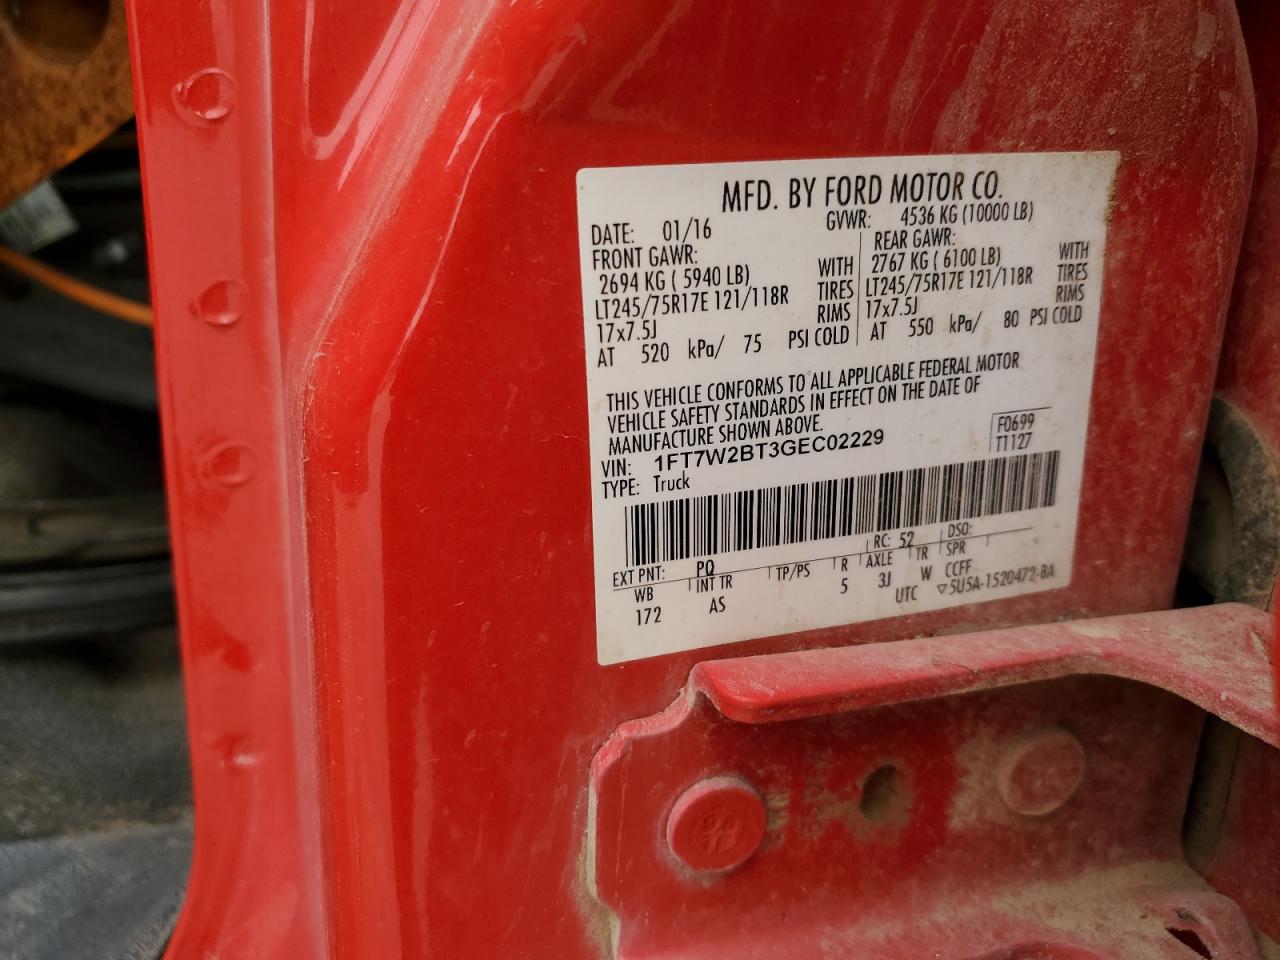 MFD. BY FORD MOTOR CO.
DATE: 01/16 GVWR: 4536 KG (10000 LB)
FRONT GAWR: REAR GAWR:
2694 KG ( 5940 LB) WITH 2767 KG ( 6100 LB) WITH
LT245/75R17E 121/118R TIRES LT245/75R17E 121/118R TIRES
17x7.5J RIMS 17x7.5J RIMS
AT 520 kPa/ 75 PSI COLD AT 550 kPa/ 80 PSI COLD
THIS VEHICLE CONFORMS TO ALL APPLICABLE FEDERAL MOTOR
VEHICLE SAFETY STANDARDS IN EFFECT ON THE DATE OF
MANUFACTURE SHOWN ABOVE.
F0699
VIN: 1FT7W2BT3GEC02229 T1127
TYPE: Truck
EXT PNT: PQ RC: 52 DSO:
WB INT TR TP/PS R AXLE TR SPR
172 AS 5 3J W CCFF
UTC ▽5U5A-1520472-BA